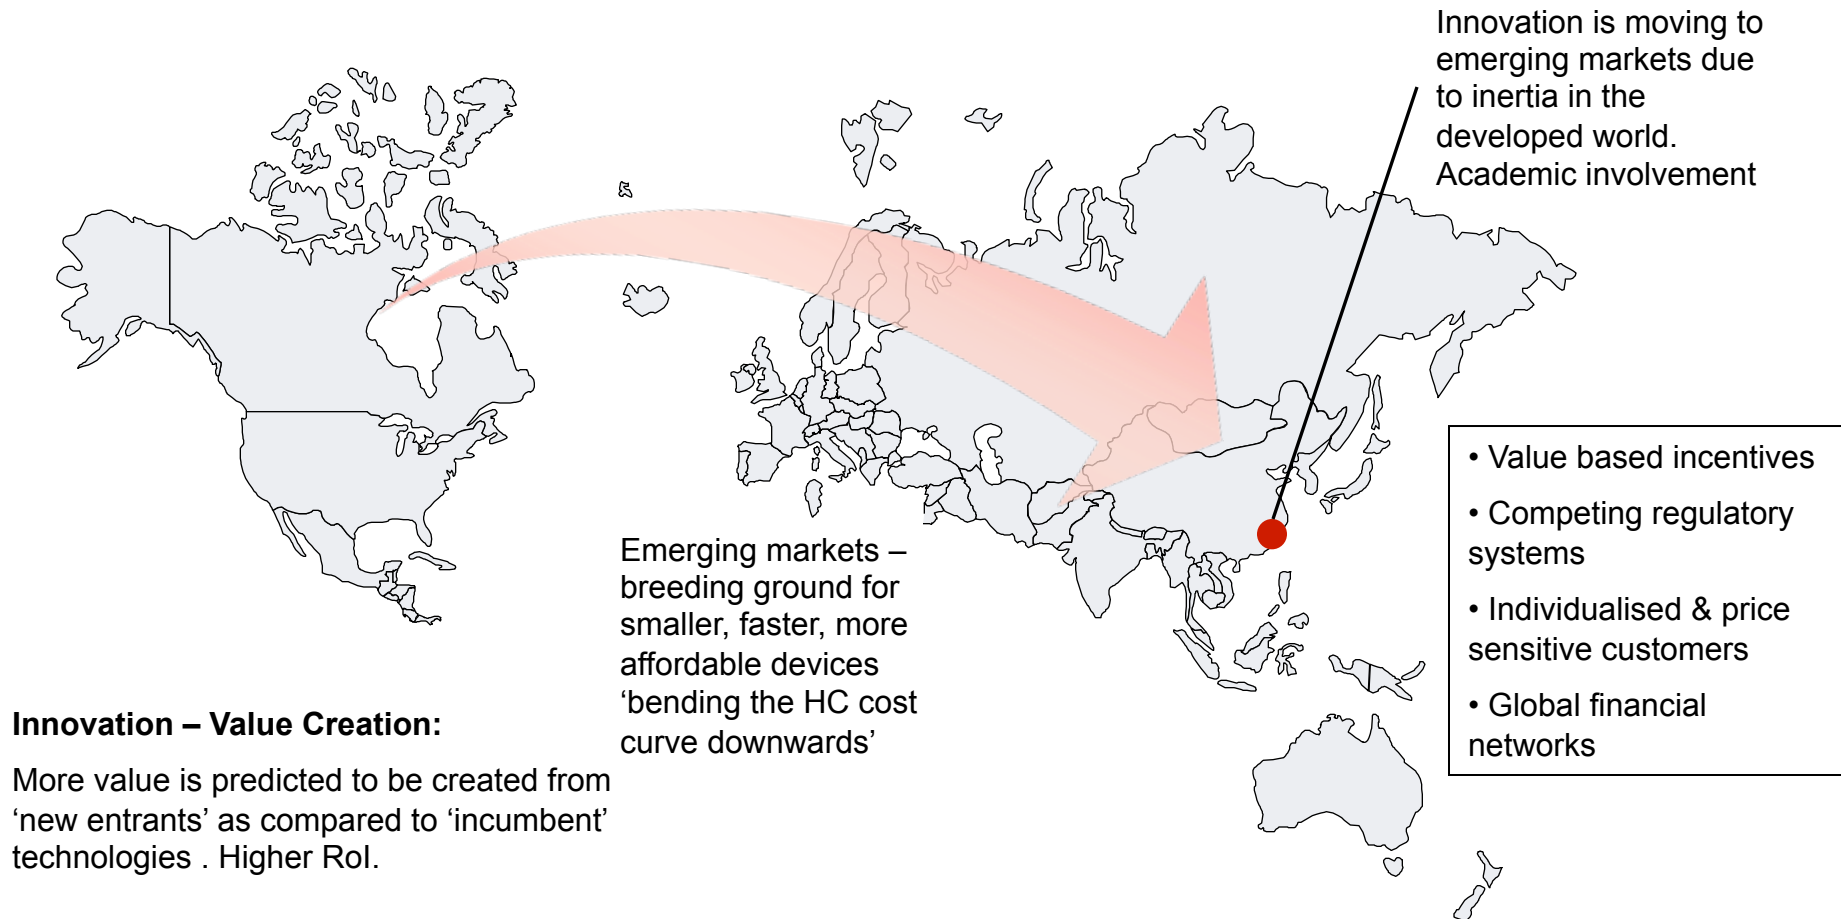 Innovation is moving to
emerging markets due
to inertia in the
developed world.
Academic involvement
• Value based incentives
• Competing regulatory
systems
• Individualised & price
sensitive customers
• Global financial
networks
Emerging markets –
breeding ground for
smaller, faster, more
affordable devices
‘bending the HC cost
curve downwards’
Innovation – Value Creation:
More value is predicted to be created from
‘new entrants’ as compared to ‘incumbent’
technologies . Higher RoI.